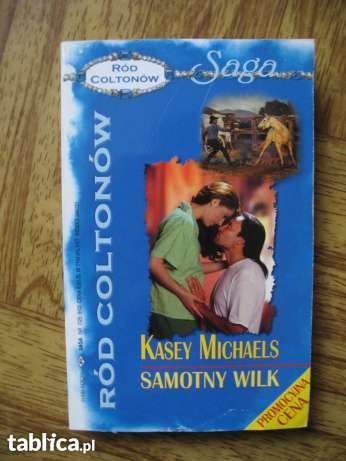 RÓD
COLTONÓW
Saga
RÓD COLTONÓW
KASEY MICHAELS
SAMOTNY WILK
PROMOCYJNA
CENA
tablica.pl